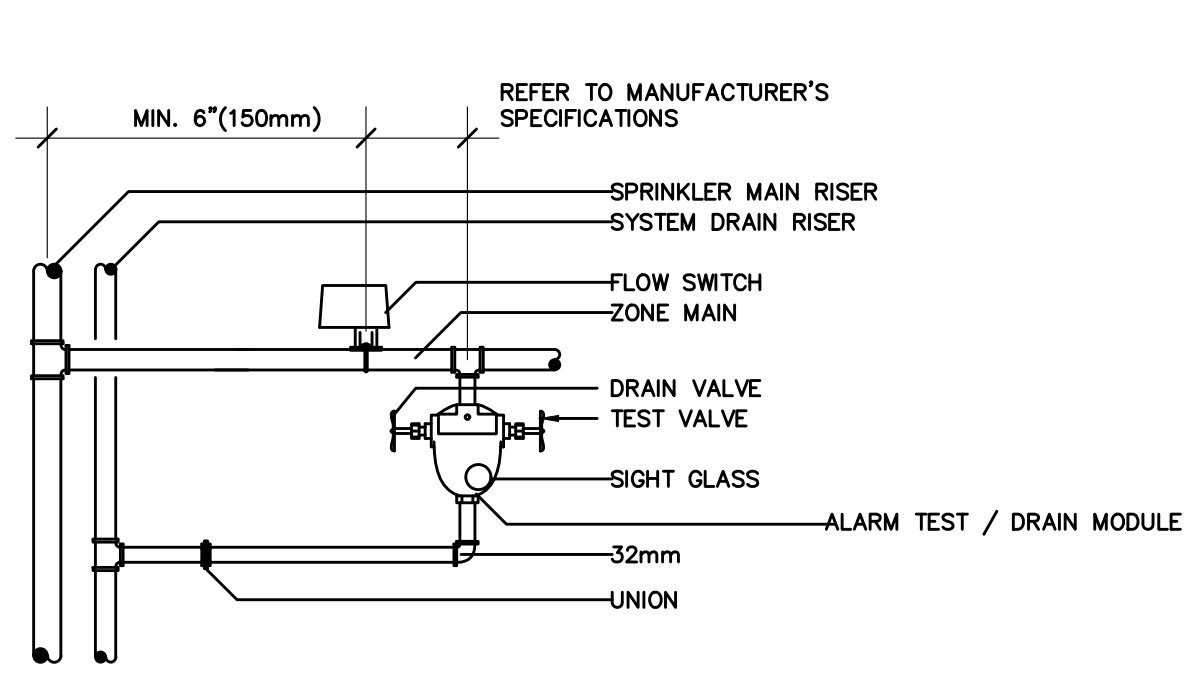 REFER TO MANUFACTURER'S
MIN. 6"(150mm)
SPECIFICATIONS
SPRINKLER MAIN RISER
SYSTEM DRAIN RISER
FLOW SWITCH
ZONE MAIN
DRAIN VALVE
TEST VALVE
SIGHT GLASS
ALARM TEST / DRAIN MODULE
32mm
UNION